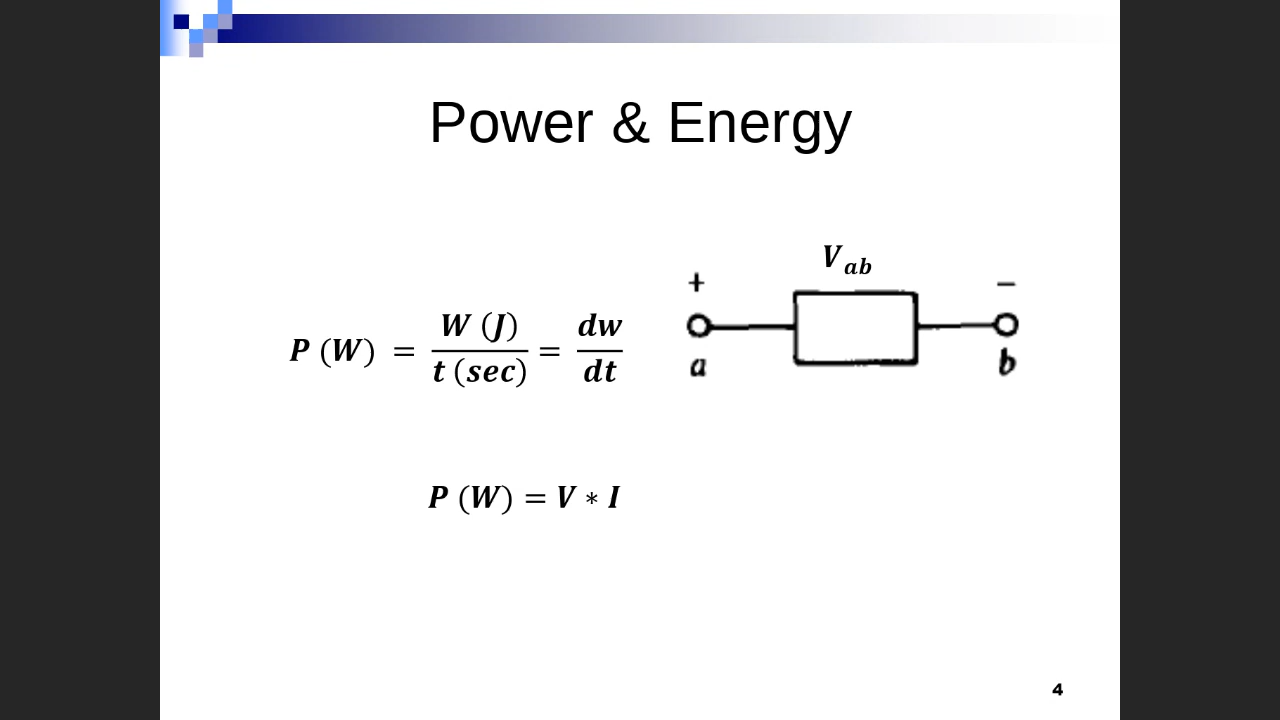 Power & Energy
P (W) = W (J) / t (sec) = dw / dt
V_ab
+ −
a b
P (W) = V ∗ I
4